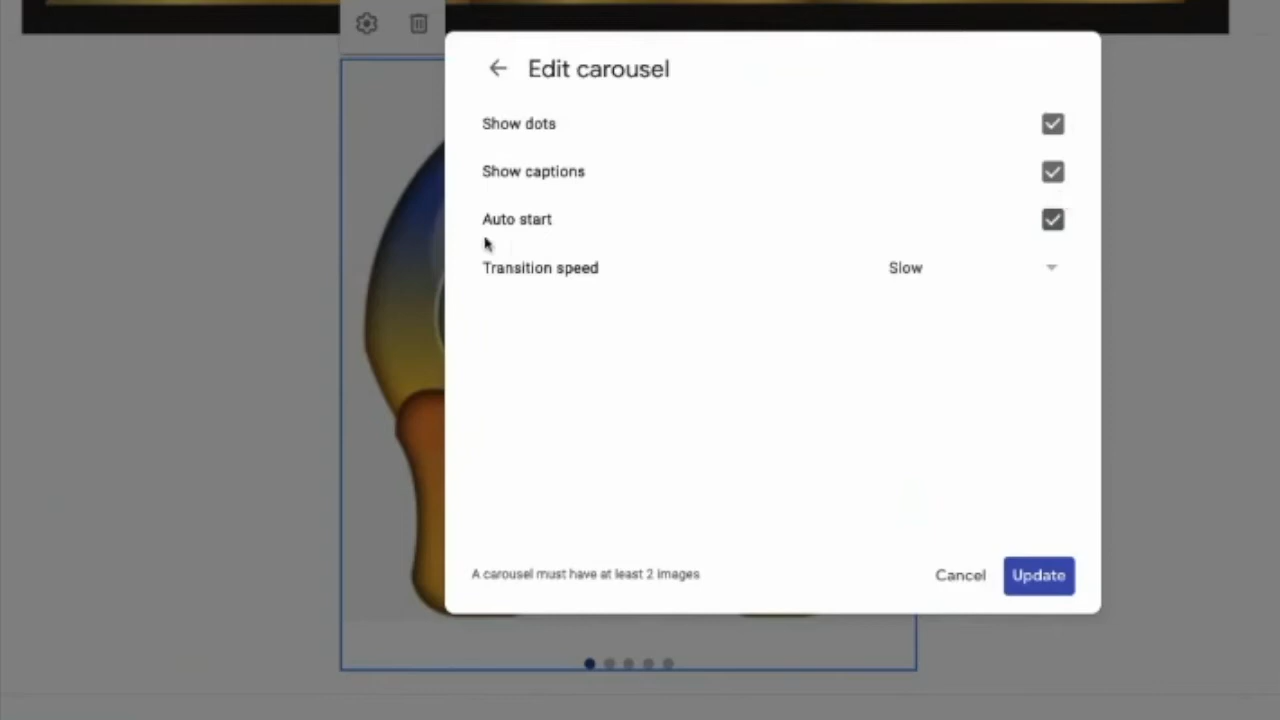 Edit carousel
Show dots
Show captions
Auto start
Transition speed Slow
A carousel must have at least 2 images Cancel Update